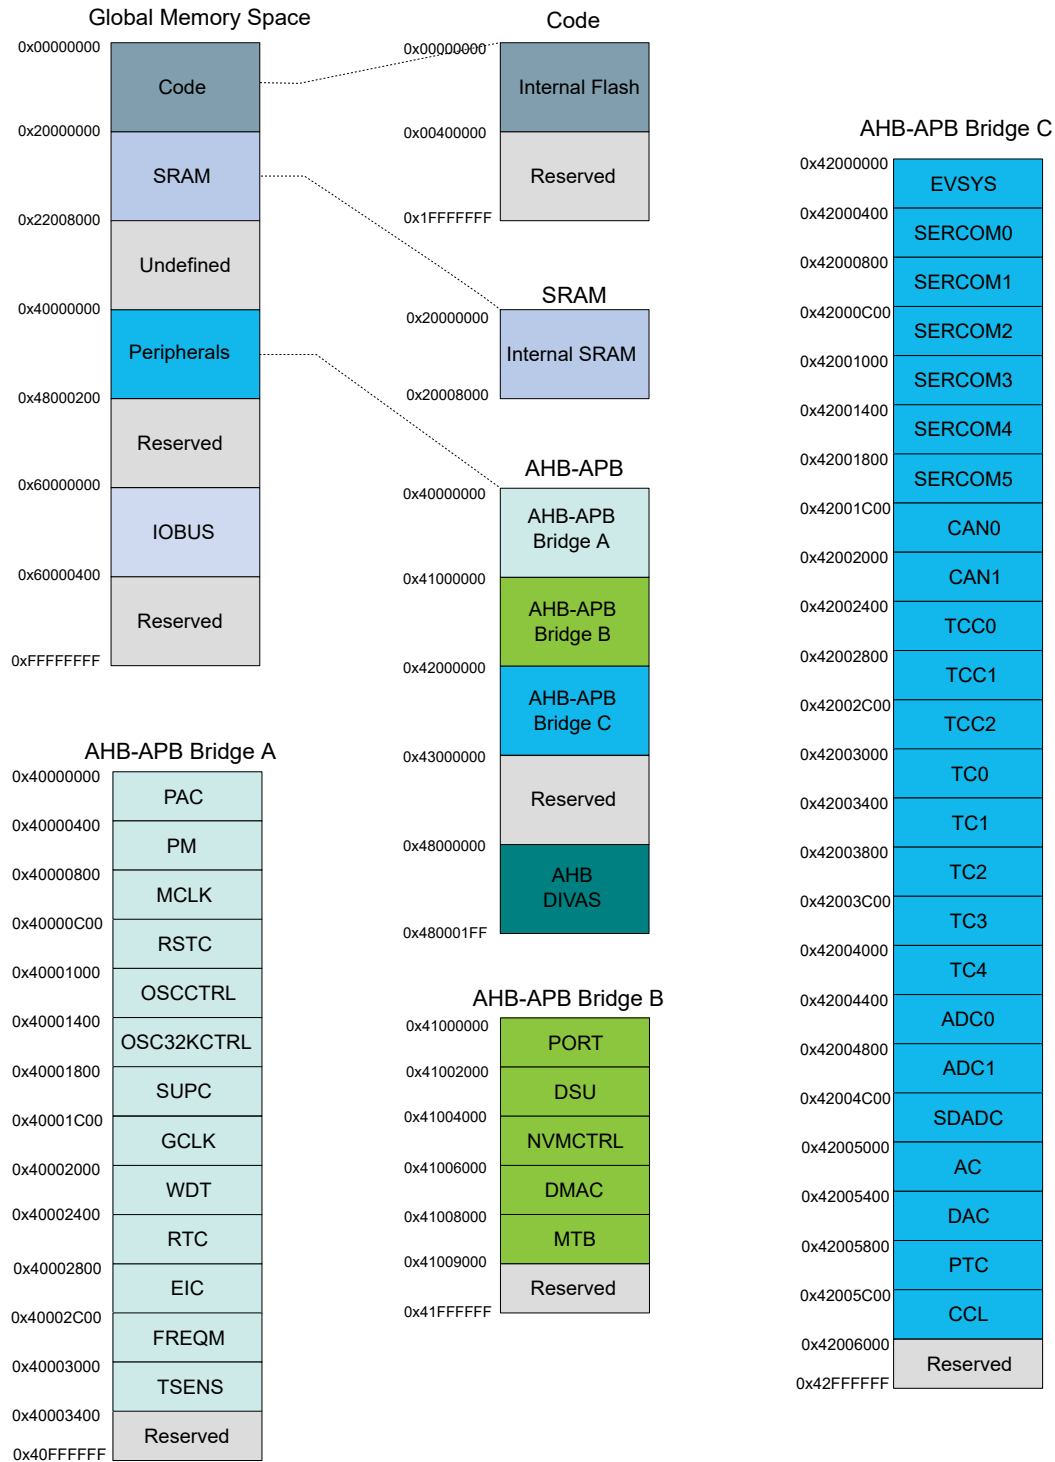 Global Memory Space
0x00000000
Code
0x20000000
SRAM
0x22008000
Undefined
0x40000000
Peripherals
0x48000200
Reserved
0x60000000
IOBUS
0x60000400
Reserved
0xFFFFFFFF
Code
0x00000000
Internal Flash
0x00400000
Reserved
0x1FFFFFFF
SRAM
0x20000000
Internal SRAM
0x20008000
AHB-APB
0x40000000
AHB-APB
Bridge A
0x41000000
AHB-APB
Bridge B
0x42000000
AHB-APB
Bridge C
0x43000000
Reserved
0x48000000
AHB
DIVAS
0x480001FF
AHB-APB Bridge A
0x40000000
PAC
0x40000400
PM
0x40000800
MCLK
0x40000C00
RSTC
0x40001000
OSCCTRL
0x40001400
OSC32KCTRL
0x40001800
SUPC
0x40001C00
GCLK
0x40002000
WDT
0x40002400
RTC
0x40002800
EIC
0x40002C00
FREQM
0x40003000
TSENS
0x40003400
Reserved
0x40FFFFFF
AHB-APB Bridge B
0x41000000
PORT
0x41002000
DSU
0x41004000
NVMCTRL
0x41006000
DMAC
0x41008000
MTB
0x41009000
Reserved
0x41FFFFFF
AHB-APB Bridge C
0x42000000
EVSYS
0x42000400
SERCOM0
0x42000800
SERCOM1
0x42000C00
SERCOM2
0x42001000
SERCOM3
0x42001400
SERCOM4
0x42001800
SERCOM5
0x42001C00
CAN0
0x42002000
CAN1
0x42002400
TCC0
0x42002800
TCC1
0x42002C00
TCC2
0x42003000
TC0
0x42003400
TC1
0x42003800
TC2
0x42003C00
TC3
0x42004000
TC4
0x42004400
ADC0
0x42004800
ADC1
0x42004C00
SDADC
0x42005000
AC
0x42005400
DAC
0x42005800
PTC
0x42005C00
CCL
0x42006000
Reserved
0x42FFFFFF